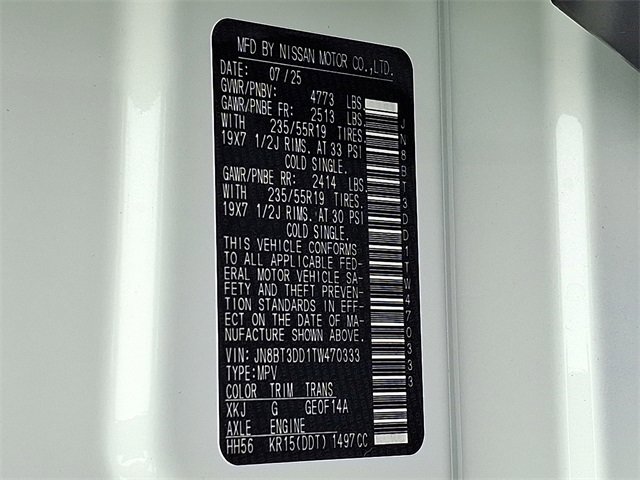 MFD BY NISSAN MOTOR CO.,LTD.
DATE: 07/25
GVWR/PNBV: 4773 LBS
GAWR/PNBE FR: 2513 LBS
WITH 235/55R19 TIRES.
19X7 1/2J RIMS. AT 33 PSI
COLD SINGLE.
GAWR/PNBE RR: 2414 LBS.
WITH 235/55R19 TIRES.
19X7 1/2J RIMS. AT 30 PSI
COLD SINGLE.
THIS VEHICLE CONFORMS
TO ALL APPLICABLE FED-
ERAL MOTOR VEHICLE SA-
FETY AND THEFT PREVEN-
TION STANDARDS IN EFF-
ECT ON THE DATE OF MA-
NUFACTURE SHOWN ABOVE.
VIN: JN8BT3DD1TW470333
TYPE:MPV
COLOR TRIM TRANS
XKJ G GE0F14A
AXLE ENGINE
HH56 KR15(DDT) 1497CC
JN8BT3DD1TW470333